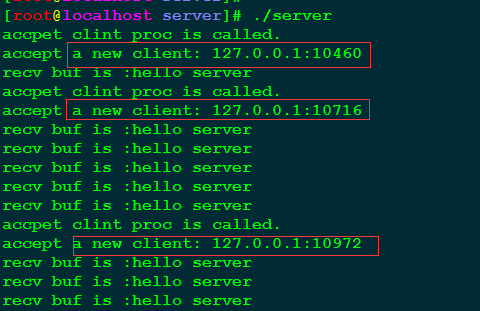 [root@localhost server]#
[root@localhost server]# ./server
accpet clint proc is called.
accept a new client: 127.0.0.1:10460
recv buf is :hello server
accpet clint proc is called.
accept a new client: 127.0.0.1:10716
recv buf is :hello server
recv buf is :hello server
recv buf is :hello server
recv buf is :hello server
recv buf is :hello server
accpet clint proc is called.
accept a new client: 127.0.0.1:10972
recv buf is :hello server
recv buf is :hello server
recv buf is :hello server